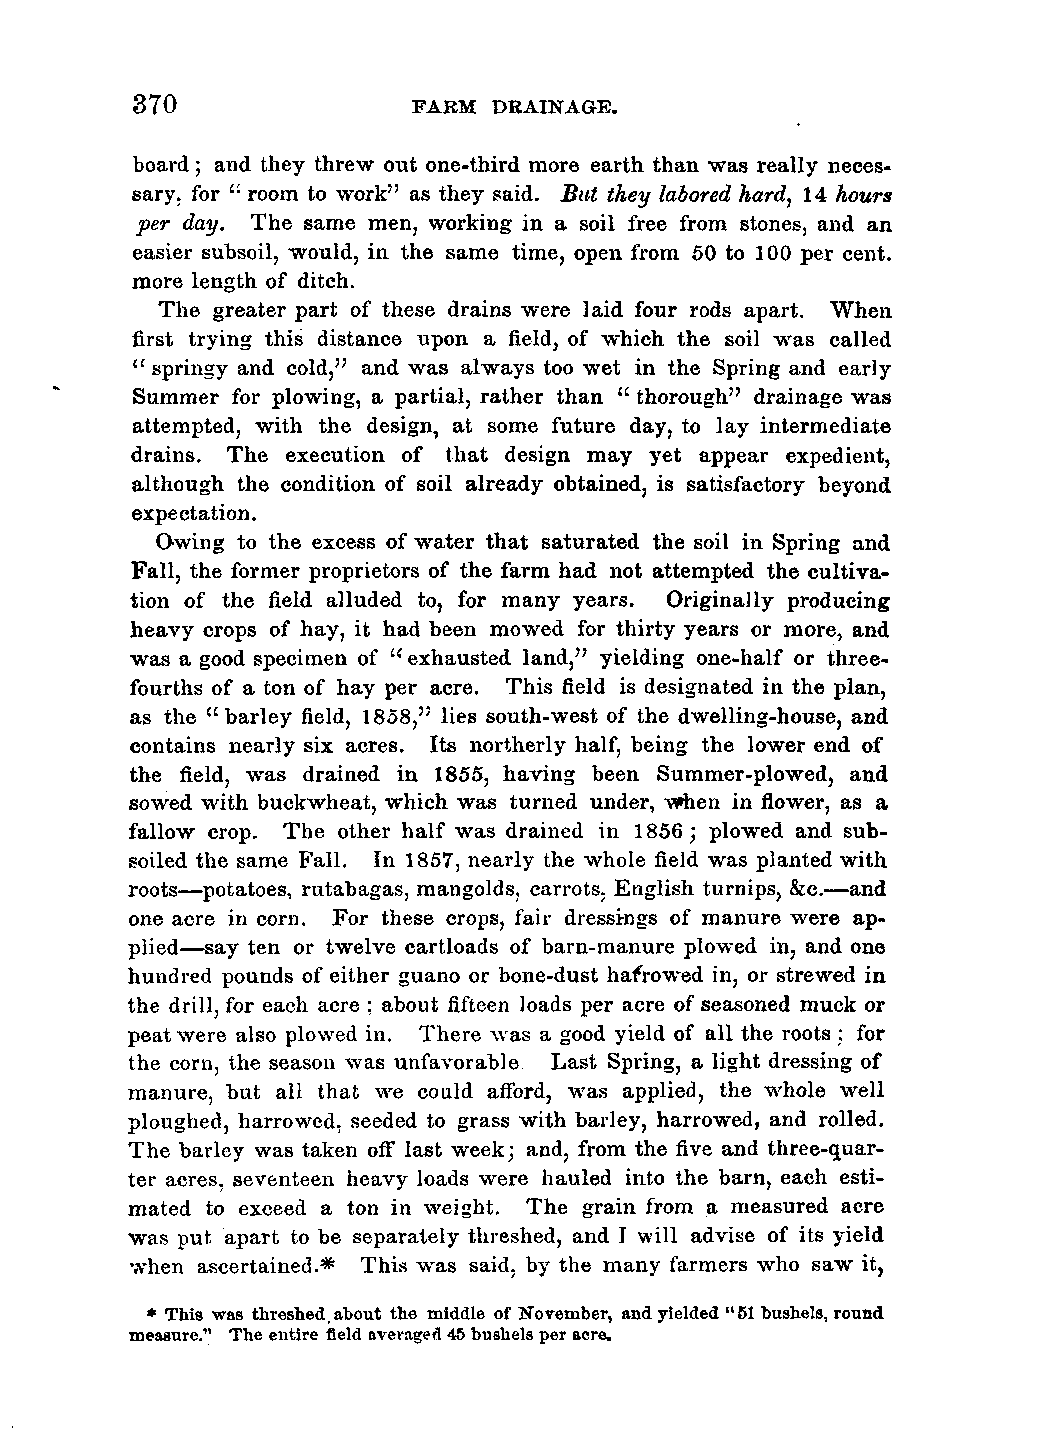 370 FARM DRAINAGE.
board; and they threw out one-third more earth than was really neces-
sary, for "room to work" as they said. But they labored hard, 14 hours
per day. The same men, working in a soil free from stones, and an
easier subsoil, would, in the same time, open from 50 to 100 per cent.
more length of ditch.
The greater part of these drains were laid four rods apart. When
first trying this distance upon a field, of which the soil was called
"springy and cold," and was always too wet in the Spring and early
Summer for plowing, a partial, rather than "thorough" drainage was
attempted, with the design, at some future day, to lay intermediate
drains. The execution of that design may yet appear expedient,
although the condition of soil already obtained, is satisfactory beyond
expectation.
Owing to the excess of water that saturated the soil in Spring and
Fall, the former proprietors of the farm had not attempted the cultiva-
tion of the field alluded to, for many years. Originally producing
heavy crops of hay, it had been mowed for thirty years or more, and
was a good specimen of "exhausted land," yielding one-half or three-
fourths of a ton of hay per acre. This field is designated in the plan,
as the "barley field, 1858," lies south-west of the dwelling-house, and
contains nearly six acres. Its northerly half, being the lower end of
the field, was drained in 1855, having been Summer-plowed, and
sowed with buckwheat, which was turned under, when in flower, as a
fallow crop. The other half was drained in 1856; plowed and sub-
soiled the same Fall. In 1857, nearly the whole field was planted with
roots—potatoes, rutabagas, mangolds, carrots, English turnips, &c.—and
one acre in corn. For these crops, fair dressings of manure were ap-
plied—say ten or twelve cartloads of barn-manure plowed in, and one
hundred pounds of either guano or bone-dust harrowed in, or strewed in
the drill, for each acre; about fifteen loads per acre of seasoned muck or
peat were also plowed in. There was a good yield of all the roots; for
the corn, the season was unfavorable. Last Spring, a light dressing of
manure, but all that we could afford, was applied, the whole well
ploughed, harrowed, seeded to grass with barley, harrowed, and rolled.
The barley was taken off last week; and, from the five and three-quar-
ter acres, seventeen heavy loads were hauled into the barn, each esti-
mated to exceed a ton in weight. The grain from a measured acre
was put apart to be separately threshed, and I will advise of its yield
when ascertained.* This was said, by the many farmers who saw it,
* This was threshed about the middle of November, and yielded "51 bushels, round
measure." The entire field averaged 45 bushels per acre.